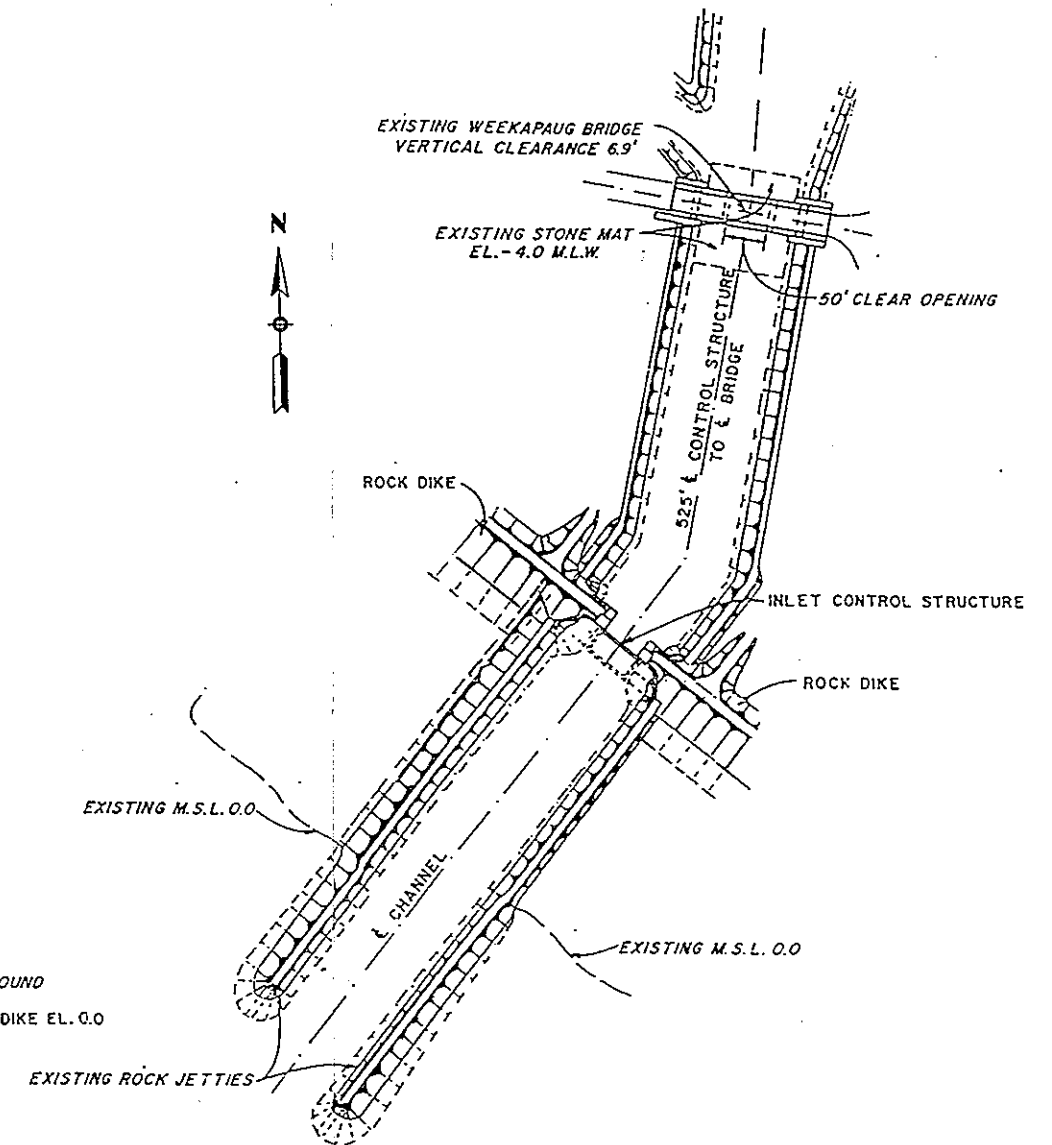 EXISTING WEEKAPAUG BRIDGE
VERTICAL CLEARANCE 6.9'
N
EXISTING STONE MAT
EL.-4.0 M.L.W.
50' CLEAR OPENING
525' ℄ CONTROL STRUCTURE
TO ℄ BRIDGE
ROCK DIKE
INLET CONTROL STRUCTURE
ROCK DIKE
EXISTING M.S.L. 0.0
℄ CHANNEL
EXISTING M.S.L. 0.0
OUND
DIKE EL. 0.0
EXISTING ROCK JETTIES